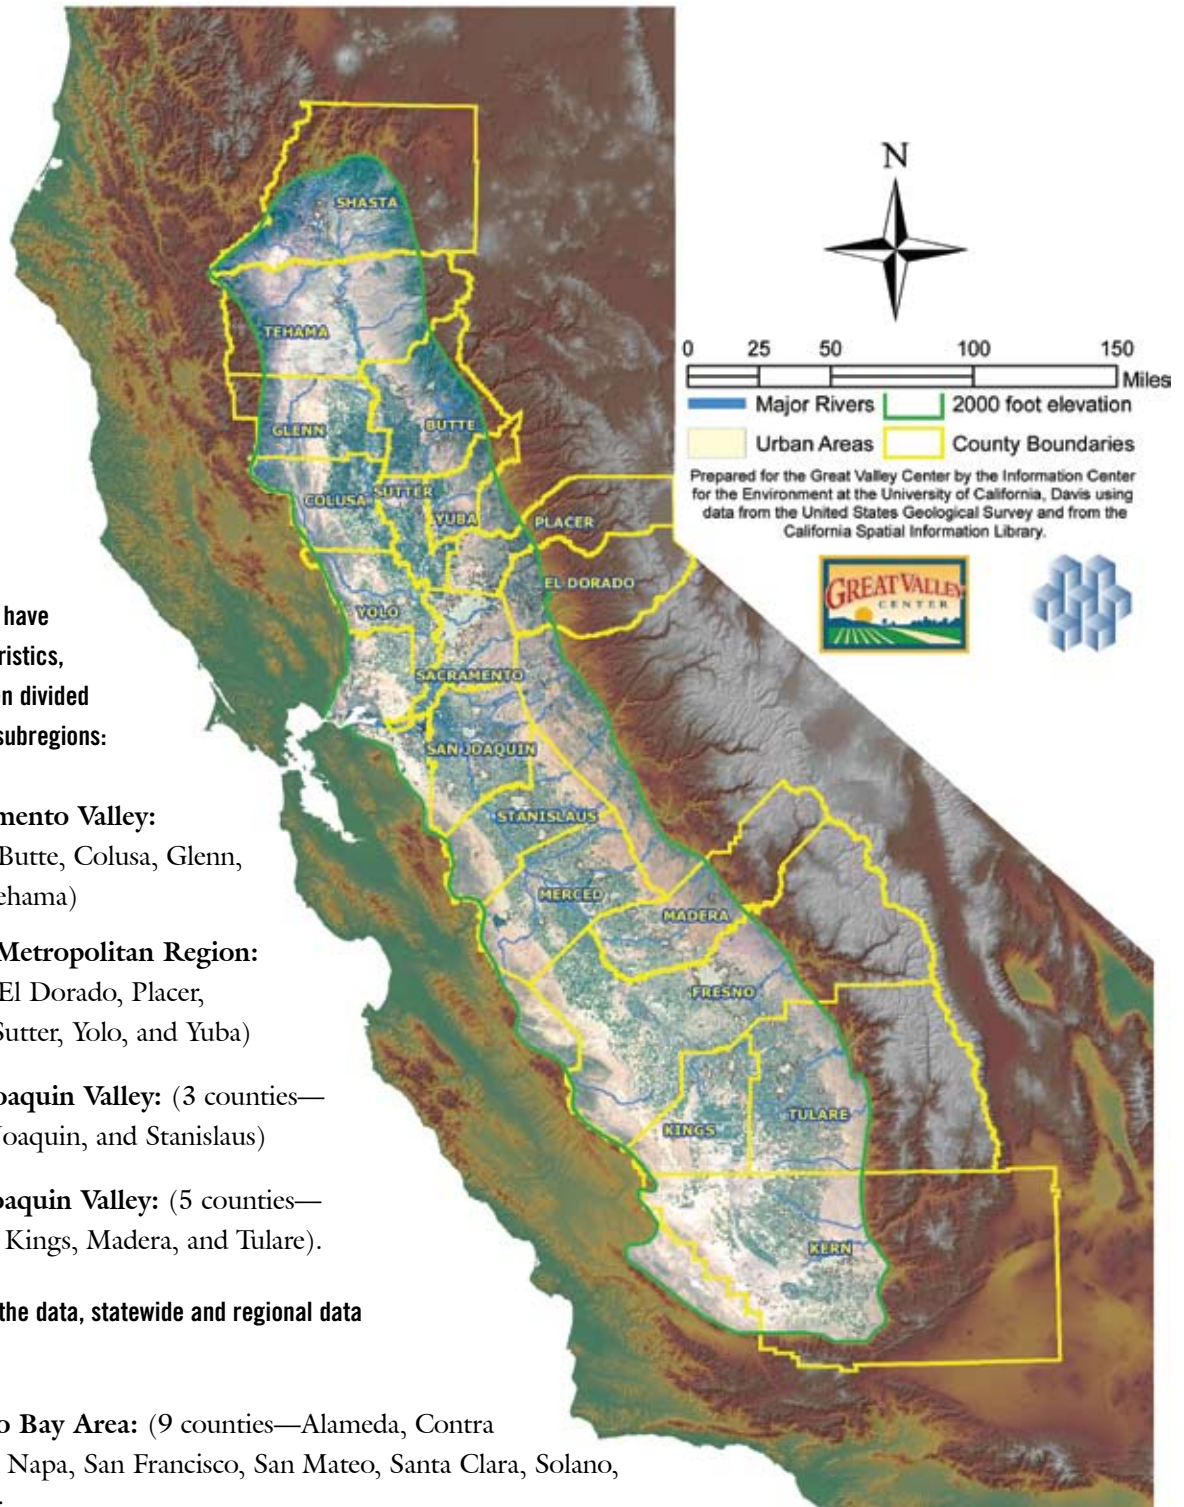 N
0 25 50 100 150
Miles
Major Rivers
2000 foot elevation
Urban Areas
County Boundaries
Prepared for the Great Valley Center by the Information Center
for the Environment at the University of California, Davis using
data from the United States Geological Survey and from the
California Spatial Information Library.
GREAT VALLEY
CENTER
SHASTA
TEHAMA
GLENN
BUTTE
COLUSA
SUTTER
YUBA
PLACER
EL DORADO
YOLO
SACRAMENTO
SAN JOAQUIN
STANISLAUS
MERCED
MADERA
FRESNO
TULARE
KINGS
KERN
have
ristics,
n divided
subregions:
mento Valley:
Butte, Colusa, Glenn,
ehama)
Metropolitan Region:
El Dorado, Placer,
Sutter, Yolo, and Yuba)
oaquin Valley: (3 counties—
Joaquin, and Stanislaus)
oaquin Valley: (5 counties—
Kings, Madera, and Tulare).
the data, statewide and regional data
o Bay Area: (9 counties—Alameda, Contra
Napa, San Francisco, San Mateo, Santa Clara, Solano,